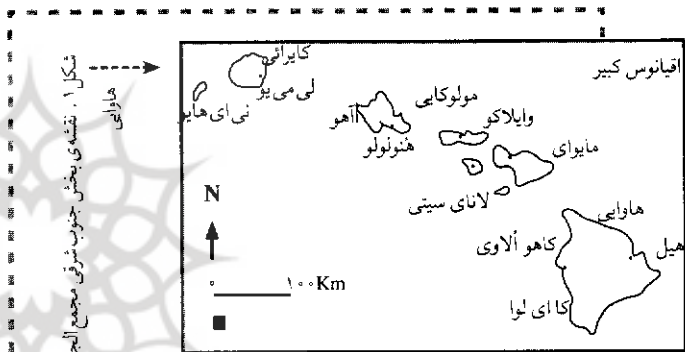 شکل ۱. نقشه‌ی بخش جنوب شرقی مجمع الج
هاوایی
اقیانوس کبیر
کایرائی
لی می یو
نی ای هایو
آهو
هنونولو
مولوکایی
وایلاکو
مایوای
لانای سیتی
هاوایی
کاهو آلاوی
هیل
کا ای لوا
N
۰ ۱۰۰Km